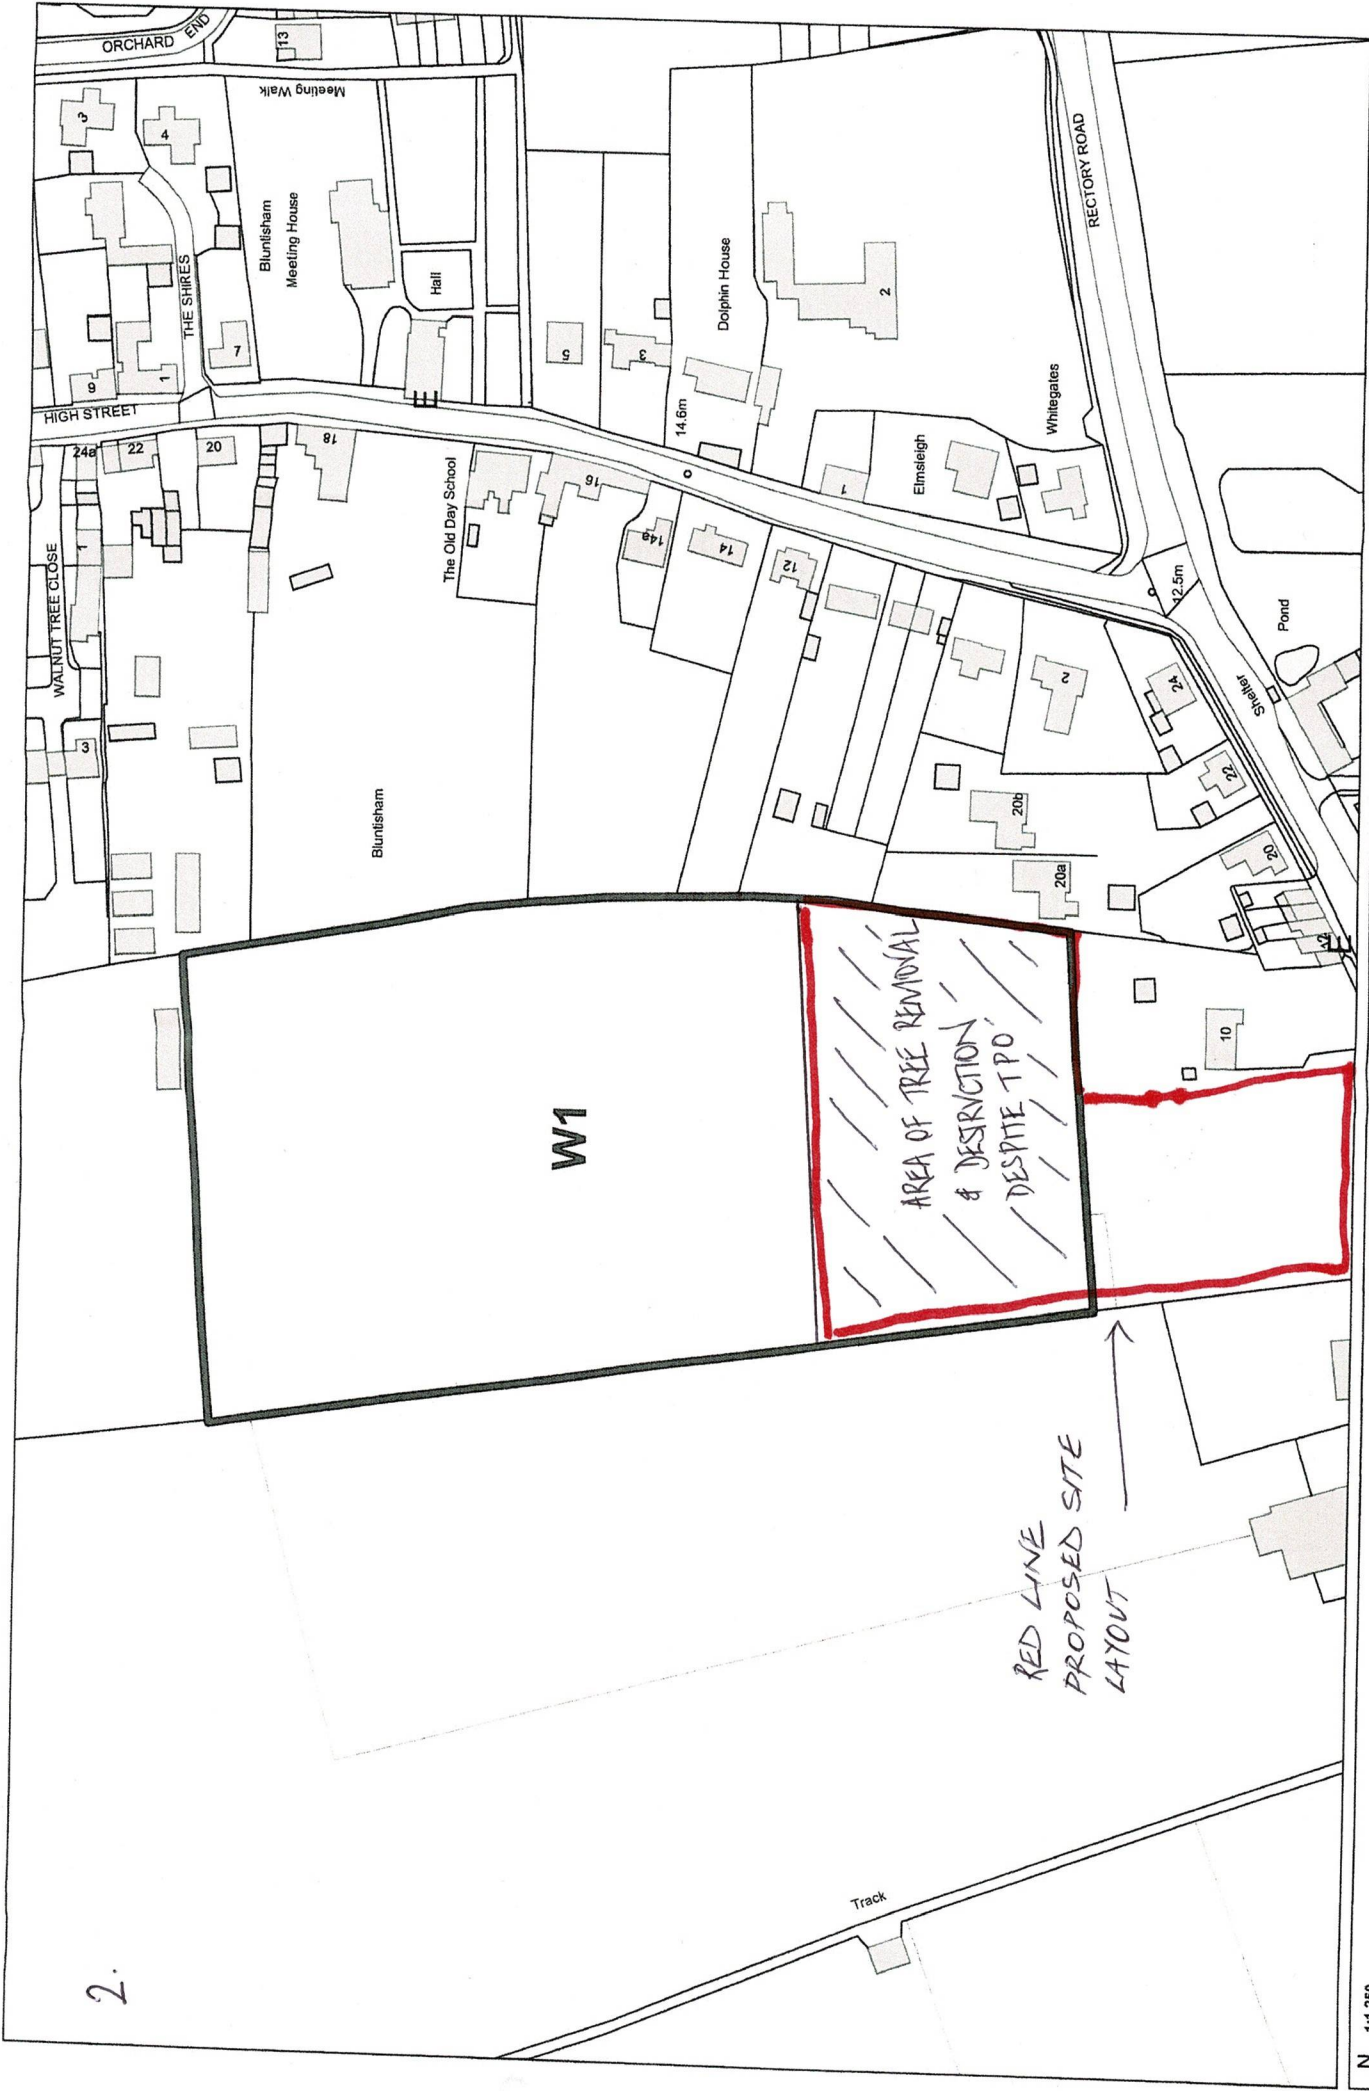 2.
ORCHARD END
13
Meeting Walk
3
4
THE SHIRES
Bluntisham
Meeting House
Hall
9
1
7
HIGH STREET
24a
22
20
18
WALNUT TREE CLOSE
1
3
The Old Day School
16
5
3
14.6m
Dolphin House
2
RECTORY ROAD
14a
14
12
1
Elmsleigh
Whitegates
12.5m
Pond
Shelter
Bluntisham
2
24
22
20b
20a
20
12
10
W1
AREA OF TREE REMOVAL
& DESTRUCTION
DESPITE TPO
RED LINE
PROPOSED SITE
LAYOUT
Track
N